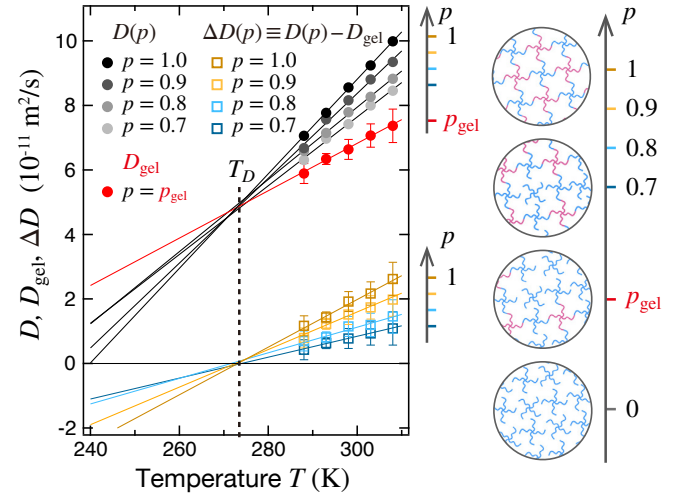 D(p) ΔD(p) ≡ D(p) − D_gel
p = 1.0 p = 1.0
p = 0.9 p = 0.9
p = 0.8 p = 0.8
p = 0.7 p = 0.7
D_gel
p = p_gel
T_D
D, D_gel, ΔD (10⁻¹¹ m²/s)
10
8
6
4
2
0
-2
240 260 280 300
Temperature T (K)
p
1
p_gel
p
1
p
1
0.9
0.8
0.7
p_gel
0